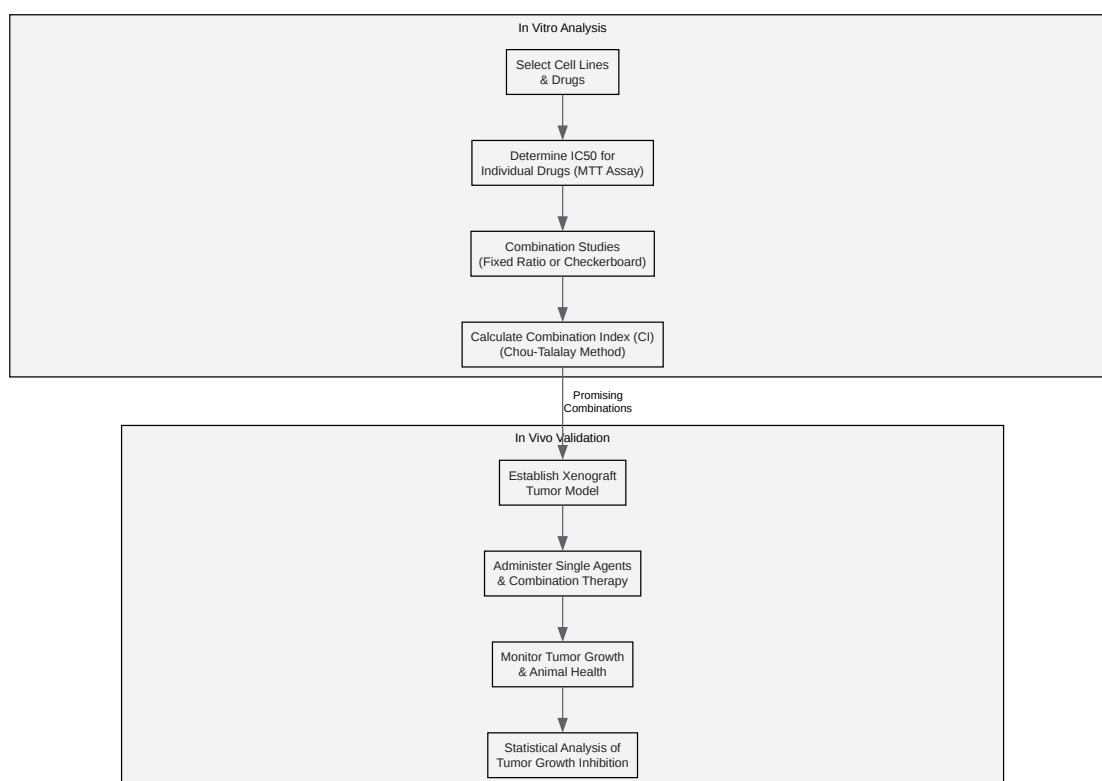 In Vitro Analysis
Select Cell Lines
& Drugs
Determine IC50 for
Individual Drugs (MTT Assay)
Combination Studies
(Fixed Ratio or Checkerboard)
Calculate Combination Index (CI)
(Chou-Talalay Method)
Promising
Combinations
In Vivo Validation
Establish Xenograft
Tumor Model
Administer Single Agents
& Combination Therapy
Monitor Tumor Growth
& Animal Health
Statistical Analysis of
Tumor Growth Inhibition